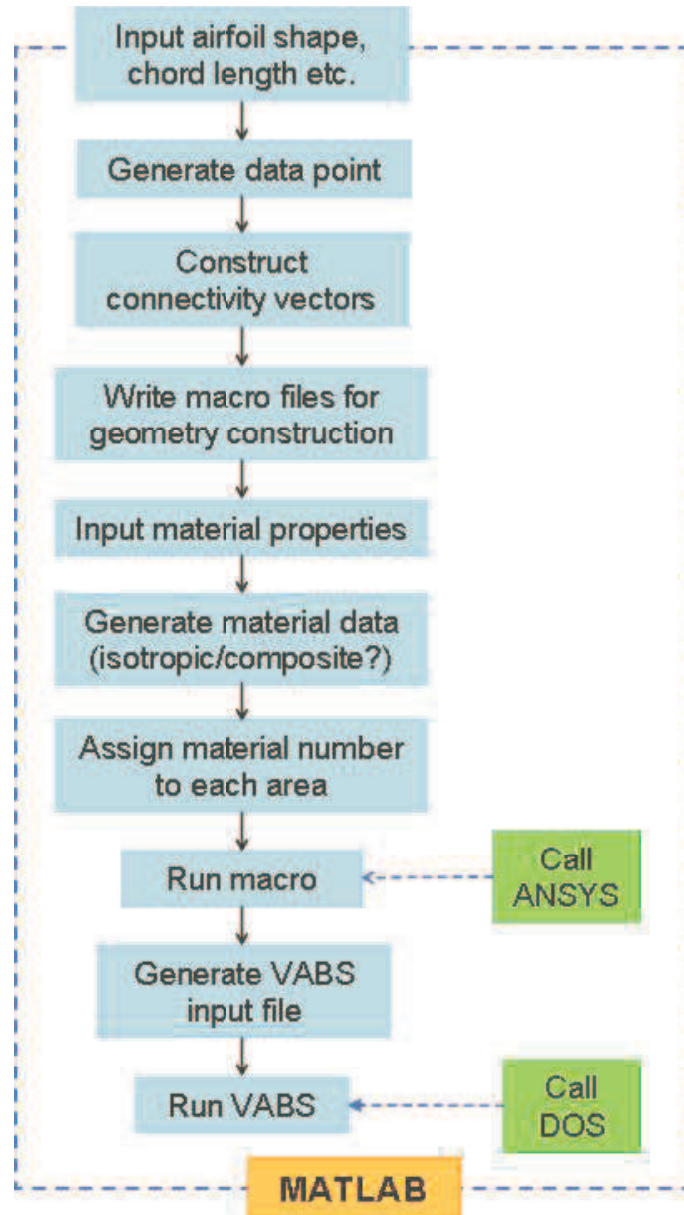 Input airfoil shape,
chord length etc.
Generate data point
Construct
connectivity vectors
Write macro files for
geometry construction
Input material properties
Generate material data
(isotropic/composite?)
Assign material number
to each area
Run macro
Call
ANSYS
Generate VABS
input file
Run VABS
Call
DOS
MATLAB